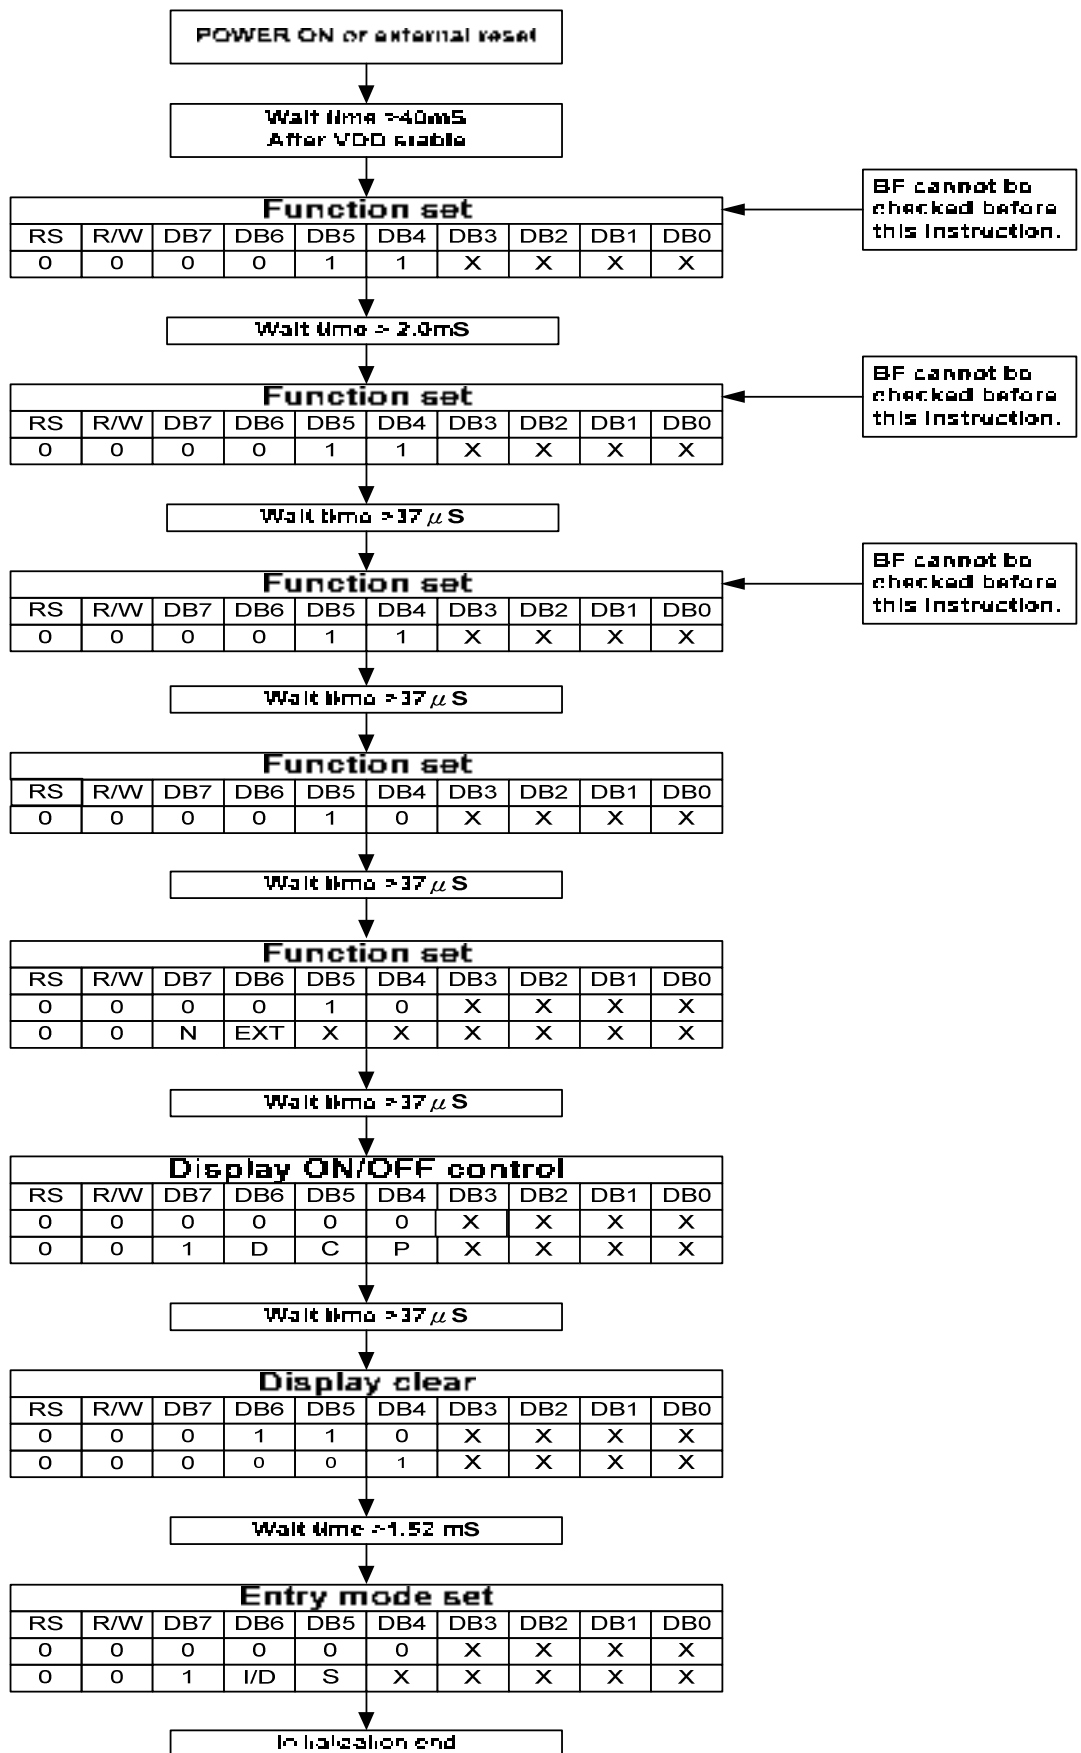 POWER ON or external reset
Wait time >40mS
After VDD stable
Function set
RS R/W DB7 DB6 DB5 DB4 DB3 DB2 DB1 DB0
0 0 0 0 1 1 X X X X
BF cannot be
checked before
this instruction.
Wait time > 2.0mS
Function set
RS R/W DB7 DB6 DB5 DB4 DB3 DB2 DB1 DB0
0 0 0 0 1 1 X X X X
BF cannot be
checked before
this instruction.
Wait time >37 μS
Function set
RS R/W DB7 DB6 DB5 DB4 DB3 DB2 DB1 DB0
0 0 0 0 1 1 X X X X
BF cannot be
checked before
this instruction.
Wait time >37 μS
Function set
RS R/W DB7 DB6 DB5 DB4 DB3 DB2 DB1 DB0
0 0 0 0 1 0 X X X X
Wait time >37 μS
Function set
RS R/W DB7 DB6 DB5 DB4 DB3 DB2 DB1 DB0
0 0 0 0 1 0 X X X X
0 0 N EXT X X X X X X
Wait time >37 μS
Display ON/OFF control
RS R/W DB7 DB6 DB5 DB4 DB3 DB2 DB1 DB0
0 0 0 0 0 0 X X X X
0 0 1 D C P X X X X
Wait time >37 μS
Display clear
RS R/W DB7 DB6 DB5 DB4 DB3 DB2 DB1 DB0
0 0 0 1 1 0 X X X X
0 0 0 0 0 1 X X X X
Wait time >1.52 mS
Entry mode set
RS R/W DB7 DB6 DB5 DB4 DB3 DB2 DB1 DB0
0 0 0 0 0 0 X X X X
0 0 1 I/D S X X X X X
Initialization end